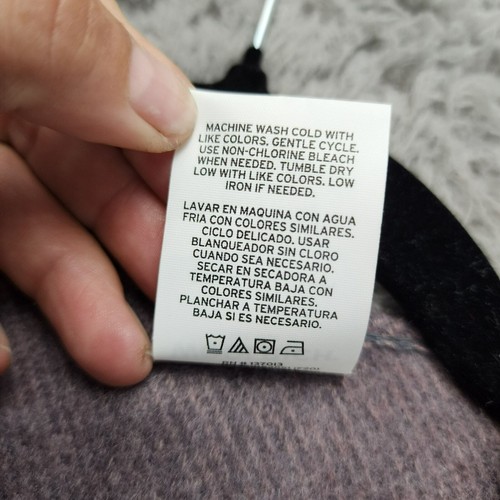 MACHINE WASH COLD WITH
LIKE COLORS. GENTLE CYCLE.
USE NON-CHLORINE BLEACH
WHEN NEEDED. TUMBLE DRY
LOW WITH LIKE COLORS. LOW
IRON IF NEEDED.
LAVAR EN MAQUINA CON AGUA
FRIA CON COLORES SIMILARES.
CICLO DELICADO. USAR
BLANQUEADOR SIN CLORO
CUANDO SEA NECESARIO.
SECAR EN SECADORA A
TEMPERATURA BAJA CON
COLORES SIMILARES.
PLANCHAR A TEMPERATURA
BAJA SI ES NECESARIO.